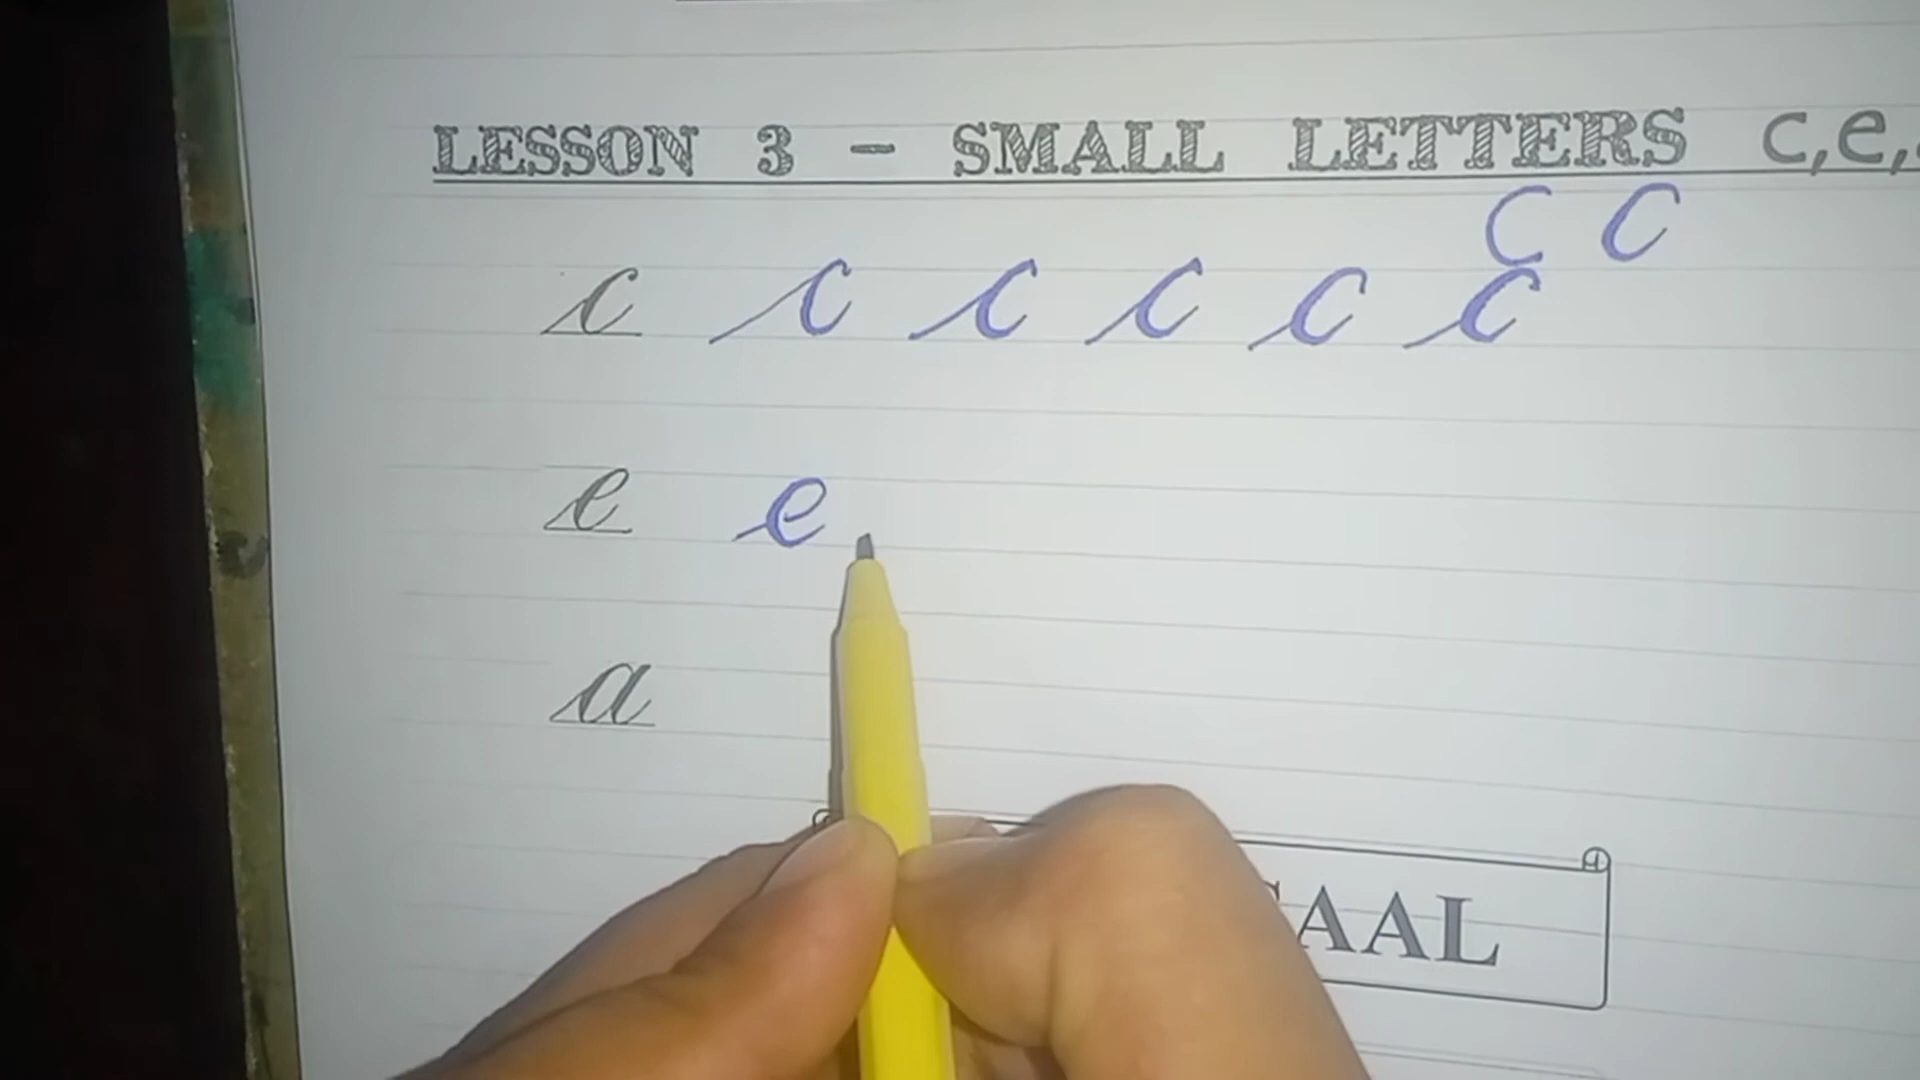 LESSON 3 - SMALL LETTERS c,e,
c c
c c c c c c
e e
a
AAL